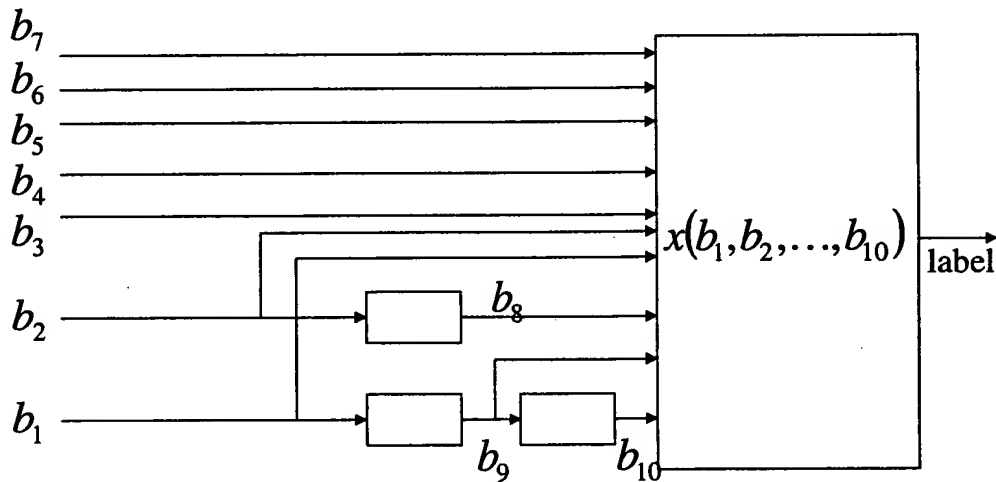 b₇
b₆
b₅
b₄
b₃
x(b₁,b₂,...,b₁₀)
label
b₂
b₈
b₁
b₉
b₁₀